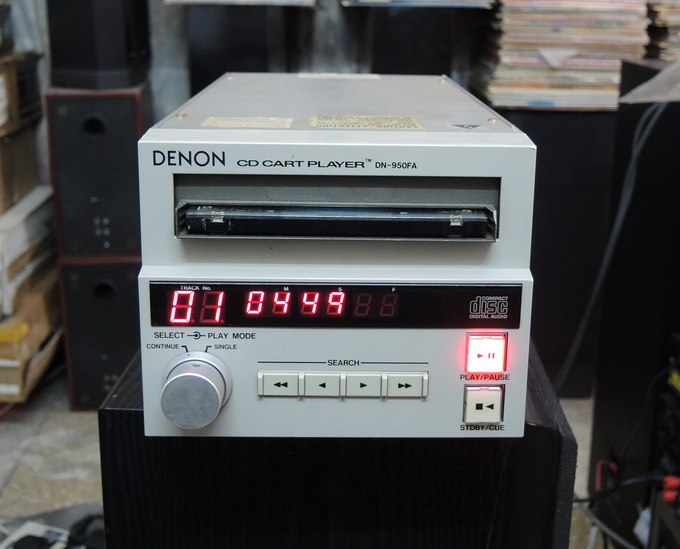 DENON CD CART PLAYER™ DN-950FA
TRACK No. M S F
01 0449
COMPACT
disc
DIGITAL AUDIO
SELECT PLAY MODE
CONTINUE SINGLE
SEARCH
PLAY/PAUSE
STDBY/CUE